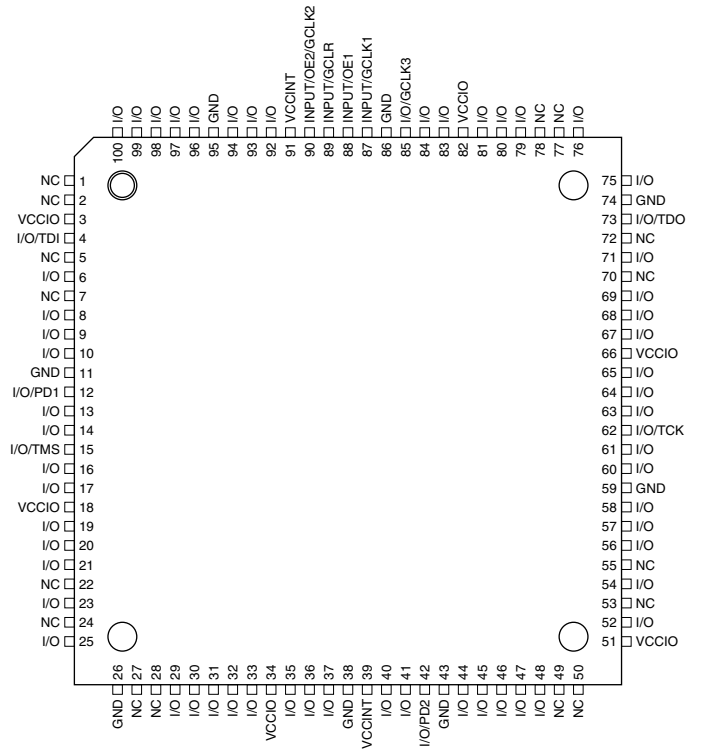 I/O
I/O
I/O
I/O
I/O
GND
I/O
I/O
I/O
VCCINT
INPUT/OE2/GCLK2
INPUT/GCLR
INPUT/OE1
INPUT/GCLK1
GND
I/O/GCLK3
I/O
I/O
VCCIO
I/O
I/O
I/O
NC
NC
I/O
100 99 98 97 96 95 94 93 92 91 90 89 88 87 86 85 84 83 82 81 80 79 78 77 76
NC 1
NC 2
VCCIO 3
I/O/TDI 4
NC 5
I/O 6
NC 7
I/O 8
I/O 9
I/O 10
GND 11
I/O/PD1 12
I/O 13
I/O 14
I/O/TMS 15
I/O 16
I/O 17
VCCIO 18
I/O 19
I/O 20
I/O 21
NC 22
I/O 23
NC 24
I/O 25
75 I/O
74 GND
73 I/O/TDO
72 NC
71 I/O
70 NC
69 I/O
68 I/O
67 I/O
66 VCCIO
65 I/O
64 I/O
63 I/O
62 I/O/TCK
61 I/O
60 I/O
59 GND
58 I/O
57 I/O
56 I/O
55 NC
54 I/O
53 NC
52 I/O
51 VCCIO
26 27 28 29 30 31 32 33 34 35 36 37 38 39 40 41 42 43 44 45 46 47 48 49 50
GND
NC
NC
I/O
I/O
I/O
I/O
I/O
VCCIO
I/O
I/O
I/O
GND
VCCINT
I/O
I/O
I/O/PD2
GND
I/O
I/O
I/O
I/O
I/O
NC
NC